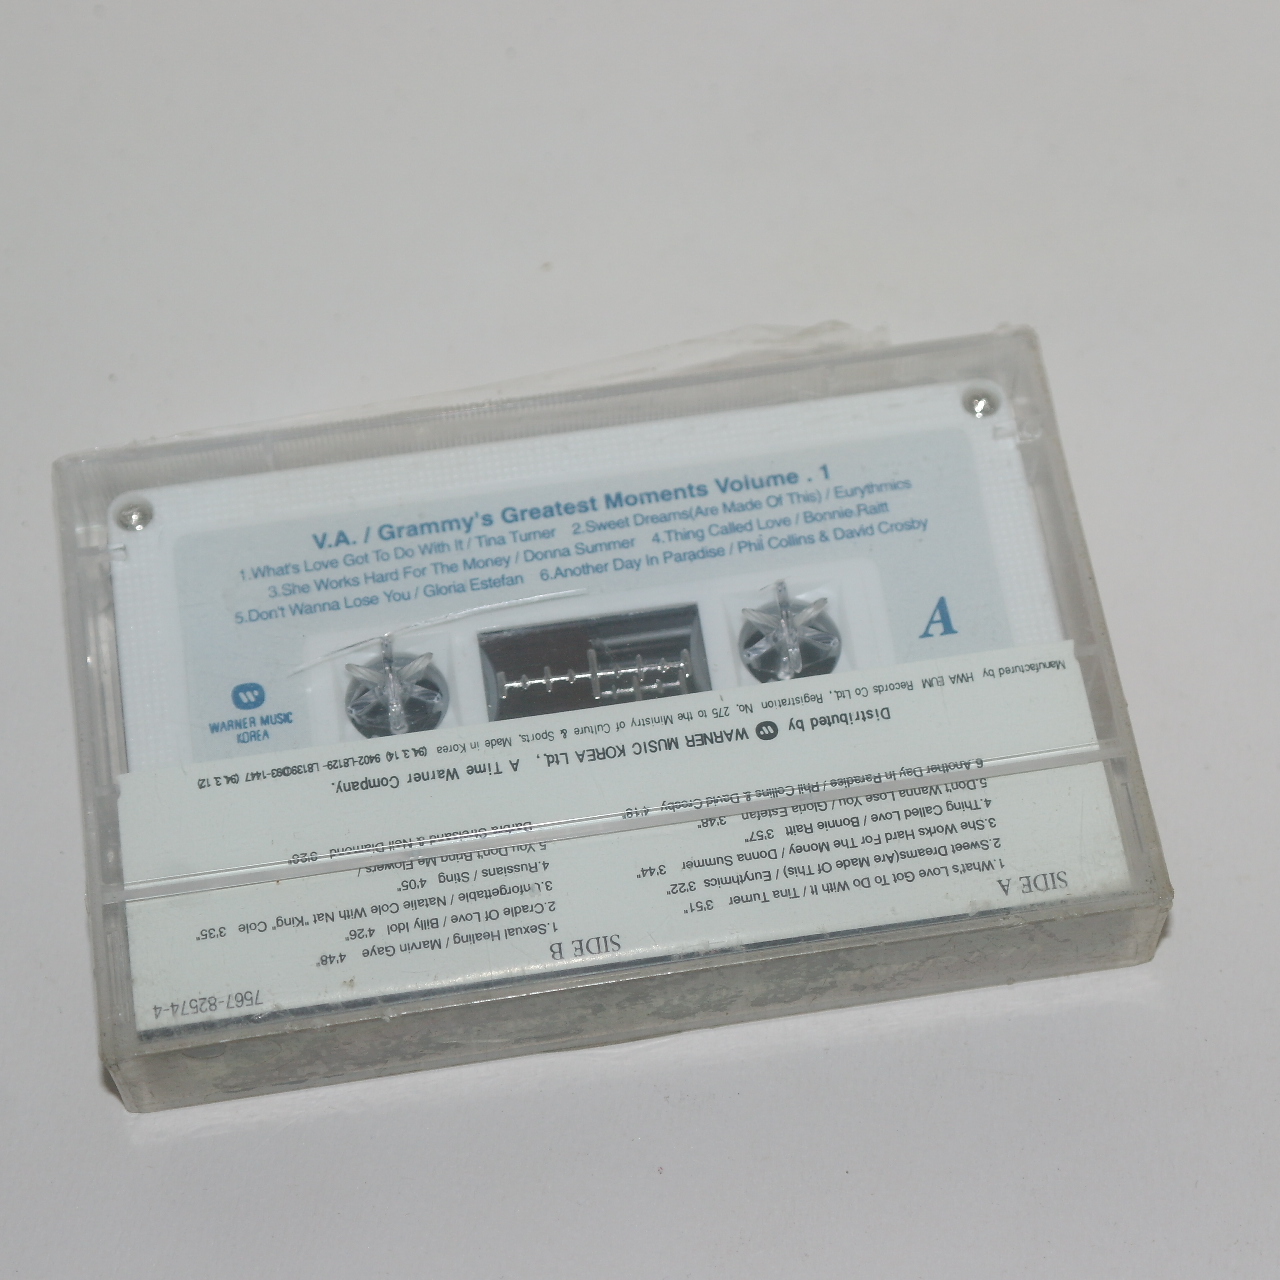 V.A. / Grammy's Greatest Moments Volume . 1
1.What's Love Got To Do With It / Tina Turner 2.Sweet Dreams(Are Made Of This) / Eurythmics
3.She Works Hard For The Money / Donna Summer 4.Thing Called Love / Bonnie.Raitt
5.Don't Wanna Lose You / Gloria Estefan 6.Another Day In Paradise / Phil Collins & David Crosby
A
WARNER MUSIC
KOREA
7567-82574-4
SIDE A
1.What's Love Got To Do With It / Tina Turner 3'51"
2.Sweet Dreams(Are Made Of This) / Eurythmics 3'22"
3.She Works Hard For The Money / Donna Summer 3'44"
4.Thing Called Love / Bonnie Raitt 3'57"
5.Don't Wanna Lose You / Gloria Estefan 3'48"
6.Another Day In Paradise / Phil Collins & David Crosby
SIDE B
1.Sexual Healing / Marvin Gaye 4'48"
2.Cradle Of Love / Billy Idol 4'26"
3.Unforgettable / Natalie Cole With Nat "King" Cole 3'35"
4.Russians / Sting 4'05"
5.You Don't Bring Me Flowers /
Barbra Streisand & Neil Diamond
Distributed by WARNER MUSIC KOREA Ltd., A Time Warner Company.
Manufactured by HWA EUM Records Co Ltd., Registration No. 275 to the Ministry of Culture & Sports, Made in Korea